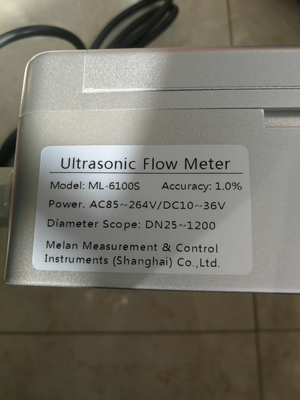 Ultrasonic Flow Meter
Model: ML-6100S Accuracy: 1.0%
Power. AC85~264V/DC10~36V
Diameter Scope: DN25~1200
Melan Measurement & Control
Instruments (Shanghai) Co.,Ltd.